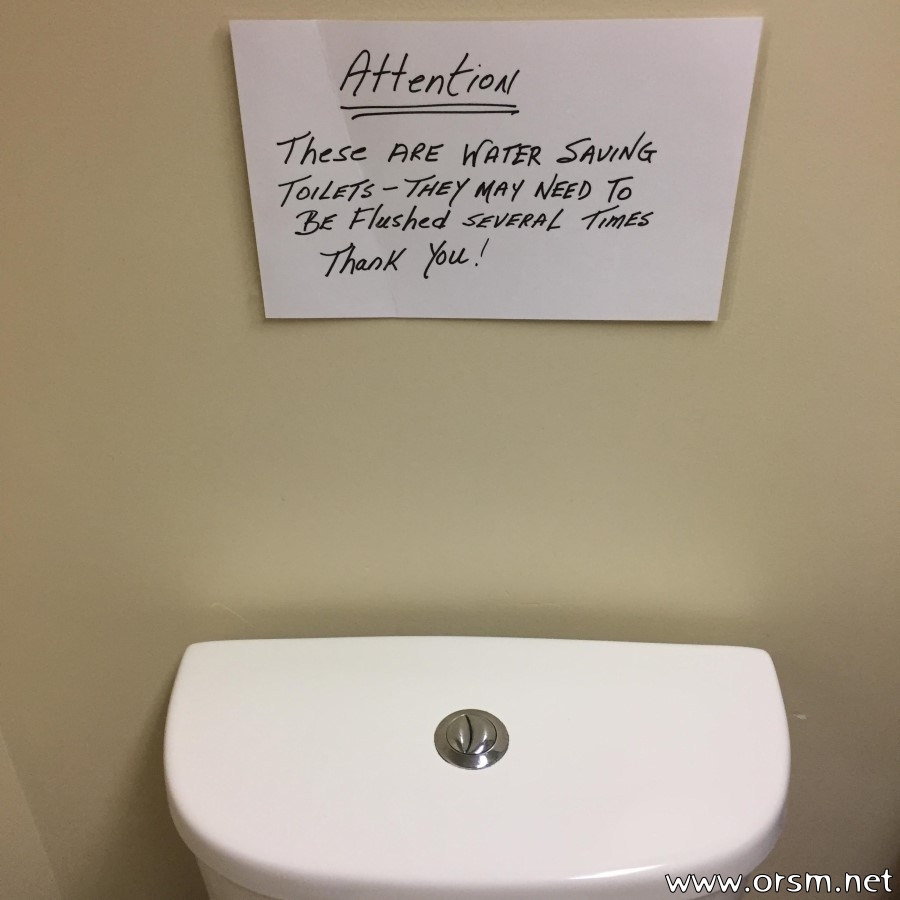 Attention
These ARE WATER SAVING
TOILETS - THEY MAY NEED TO
BE Flushed SEVERAL TIMES
Thank You!
www.orsm.net